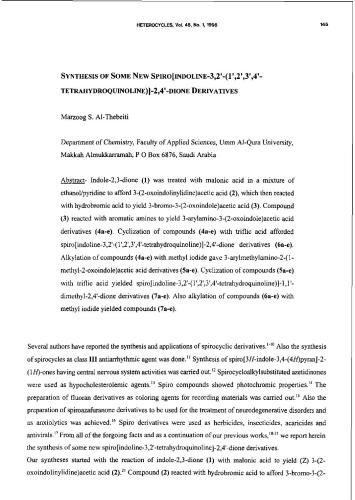 HETEROCYCLES, Vol. 48, No. 1, 1998 165
SYNTHESIS OF SOME NEW SPIRO[INDOLINE-3,2'-(1',2',3',4'-
TETRAHYDROQUINOLINE)]-2,4'-DIONE DERIVATIVES
Marzoog S. Al-Thebeiti
Department of Chemistry, Faculty of Applied Sciences, Umm Al-Qura University,
Makkah Almukkarramah, P O Box 6876, Saudi Arabia
Abstract- Indole-2,3-dione (1) was treated with malonic acid in a mixture of
ethanol/pyridine to afford 3-(2-oxoindolinylidine)acetic acid (2), which then reacted
with hydrobromic acid to yield 3-bromo-3-(2-oxoindole)acetic acid (3). Compound
(3) reacted with aromatic amines to yield 3-arylamino-3-(2-oxindole)acetic acid
derivatives (4a-e). Cyclization of compounds (4a-e) with triflic acid afforded
spiro[indoline-3,2'-(1',2',3',4'-tetrahydroquinoline)]-2,4'-dione derivatives (6a-e).
Alkylation of compounds (4a-e) with methyl iodide gave 3-arylmethylamino-2-(1-
methyl-2-oxoindole)acetic acid derivatives (5a-e). Cyclization of compounds (5a-e)
with triflic acid yielded spiro[indoline-3,2'-(1',2',3',4'-tetrahydroquinoline)]-1,1'-
dimethyl-2,4'-dione derivatives (7a-e). Also alkylation of compounds (6a-e) with
methyl iodide yielded compounds (7a-e).
Several authors have reported the synthesis and applications of spirocyclic derivatives.1-10 Also the synthesis
of spirocycles as class III antiarrhythmic agent was done.11 Synthesis of spiro[3H-indole-3,4-(4H)pyran]-2-
(1H)-ones having central nervous system activities was carried out.12 Spirocycloalkylsubstituted azetidinones
were used as hypocholesterolemic agents.13 Spiro compounds showed photochromic properties.14 The
preparation of fluoran derivatives as coloring agents for recording materials was carried out.15 Also the
preparation of spiroazafurasone derivatives to be used for the treatment of neurodegenerative disorders and
as anxiolytics was achieved.16 Spiro derivatives were used as herbicides, insecticides, acaricides and
antivirals.17 From all of the forgoing facts and as a continuation of our previous works, we report herein
the synthesis of some new spiro[indoline-3,2'-tetrahydroquinoline]-2,4'-dione derivatives.
Our syntheses started with the reaction of indole-2,3-dione (1) with malonic acid to yield (Z) 3-(2-
oxoindolinylidine)acetic acid (2). Compound (2) reacted with hydrobromic acid to afford 3-bromo-3-(2-